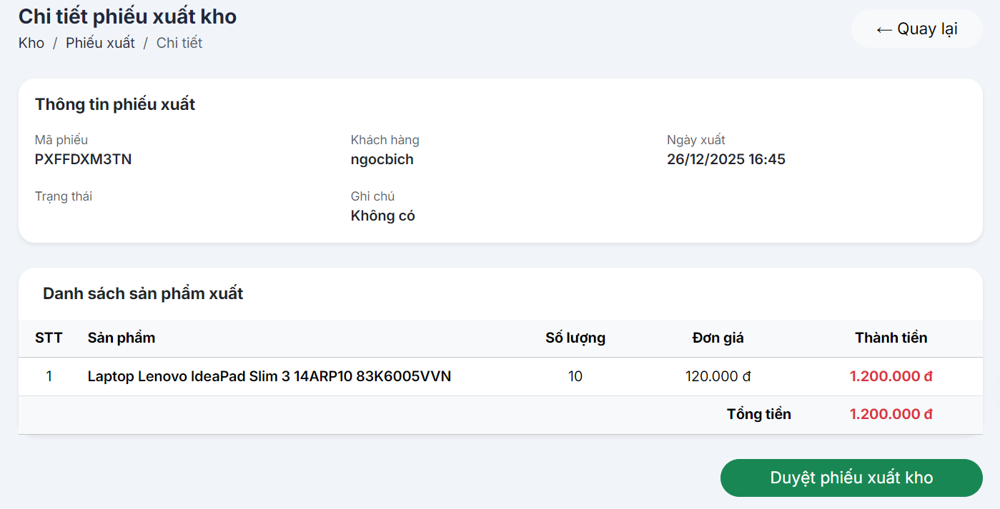 Chi tiết phiếu xuất kho
← Quay lại
Kho / Phiếu xuất / Chi tiết
Thông tin phiếu xuất
Mã phiếu Khách hàng Ngày xuất
PXFFDXM3TN ngocbich 26/12/2025 16:45
Trạng thái Ghi chú
Không có
Danh sách sản phẩm xuất
STT Sản phẩm Số lượng Đơn giá Thành tiền
1 Laptop Lenovo IdeaPad Slim 3 14ARP10 83K6005VVN 10 120.000 đ 1.200.000 đ
Tổng tiền 1.200.000 đ
Duyệt phiếu xuất kho